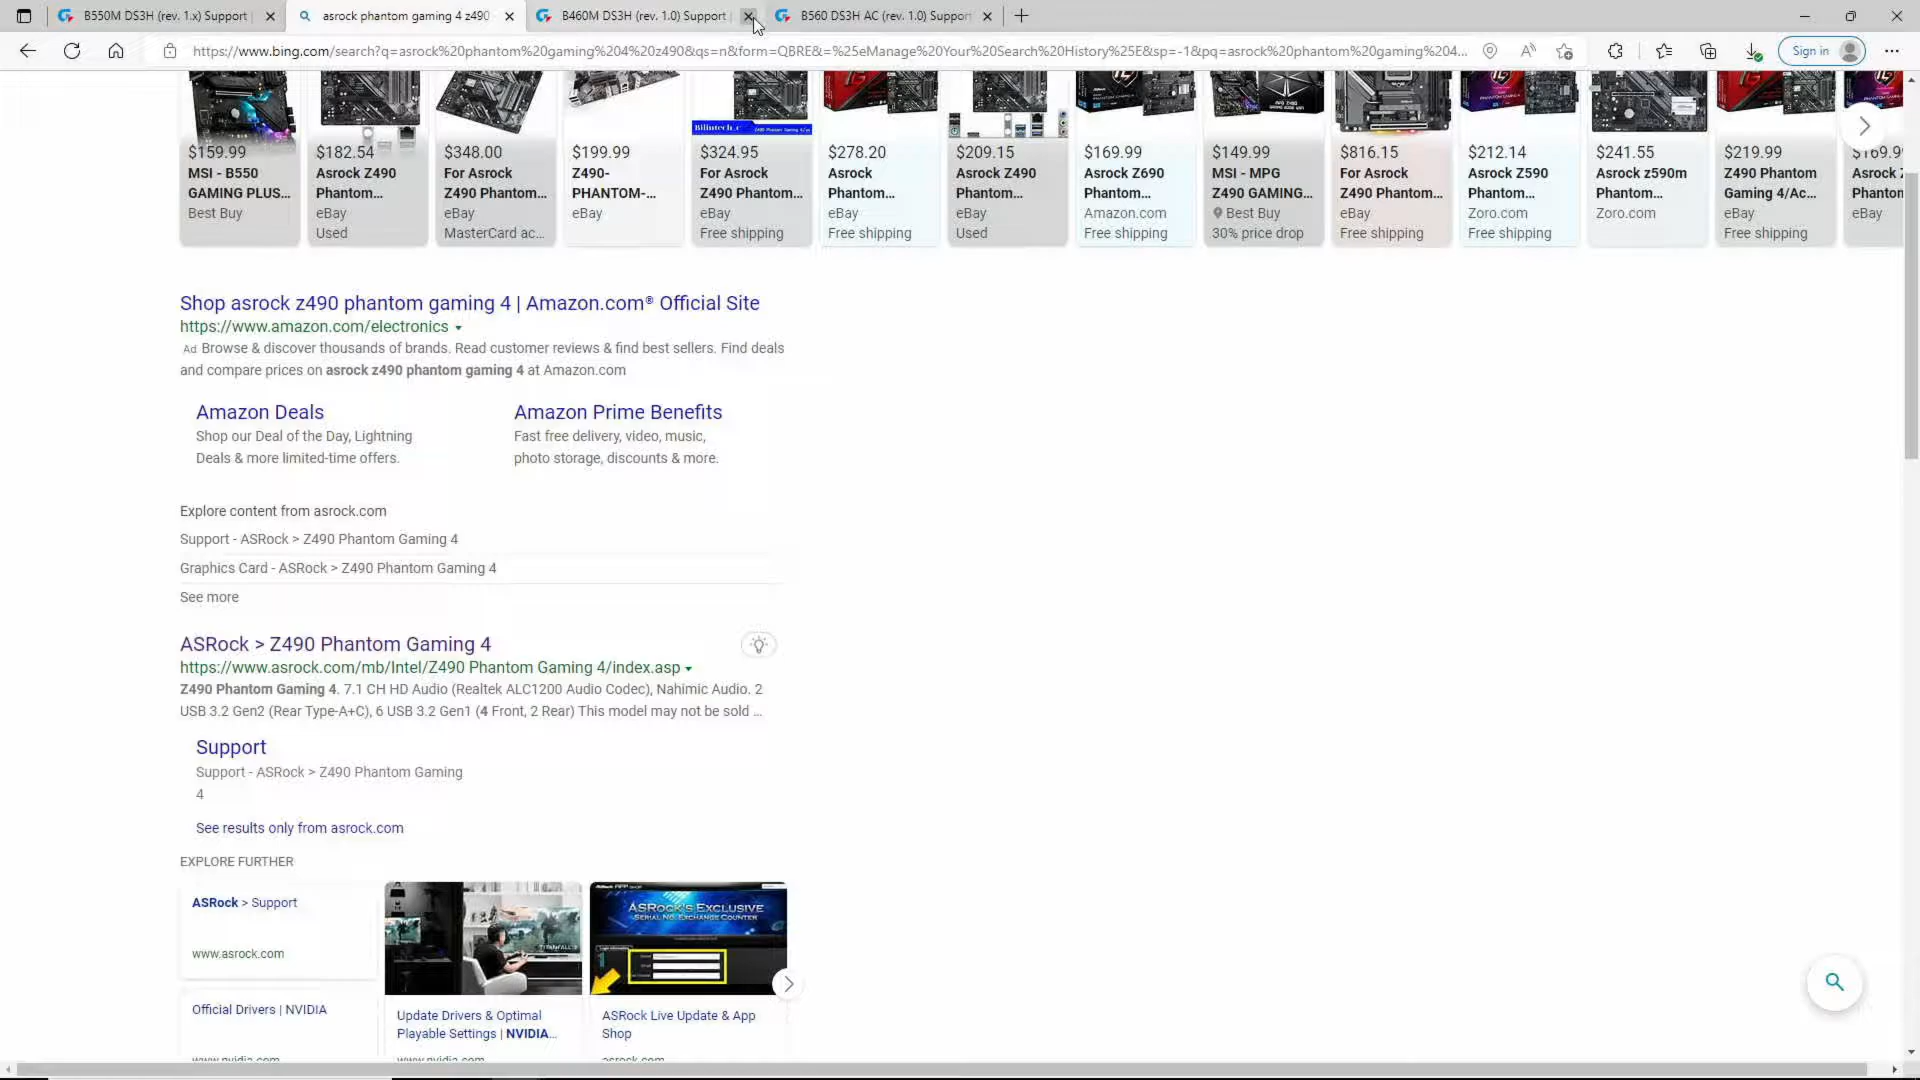 B550M DS3H (rev. 1.x) Support
asrock phantom gaming 4 z490
B460M DS3H (rev. 1.0) Support
B560 DS3H AC (rev. 1.0) Suppor
https://www.bing.com/search?q=asrock%20phantom%20gaming%204%20z490&qs=n&form=QBRE&=%25eManage%20Your%20Search%20History%25E&sp=-1&pq=asrock%20phantom%20gaming%204...
Sign in
$159.99
MSI - B550
GAMING PLUS...
Best Buy
$182.54
Asrock Z490
Phantom...
eBay
Used
$348.00
For Asrock
Z490 Phantom...
eBay
MasterCard ac...
$199.99
Z490-
PHANTOM-...
eBay
$324.95
For Asrock
Z490 Phantom...
eBay
Free shipping
$278.20
Asrock
Phantom...
eBay
Free shipping
$209.15
Asrock Z490
Phantom...
eBay
Used
$169.99
Asrock Z690
Phantom...
Amazon.com
Free shipping
$149.99
MSI - MPG
Z490 GAMING...
Best Buy
30% price drop
$816.15
For Asrock
Z490 Phantom...
eBay
Free shipping
$212.14
Asrock Z590
Phantom...
Zoro.com
Free shipping
$241.55
Asrock z590m
Phantom...
Zoro.com
$219.99
Z490 Phantom
Gaming 4/Ac...
eBay
Free shipping
$169.9
Asrock
Phanton
eBay
Shop asrock z490 phantom gaming 4 | Amazon.com® Official Site
https://www.amazon.com/electronics
Ad Browse & discover thousands of brands. Read customer reviews & find best sellers. Find deals
and compare prices on asrock z490 phantom gaming 4 at Amazon.com
Amazon Deals
Shop our Deal of the Day, Lightning
Deals & more limited-time offers.
Amazon Prime Benefits
Fast free delivery, video, music,
photo storage, discounts & more.
Explore content from asrock.com
Support - ASRock > Z490 Phantom Gaming 4
Graphics Card - ASRock > Z490 Phantom Gaming 4
See more
ASRock > Z490 Phantom Gaming 4
https://www.asrock.com/mb/Intel/Z490 Phantom Gaming 4/index.asp
Z490 Phantom Gaming 4. 7.1 CH HD Audio (Realtek ALC1200 Audio Codec), Nahimic Audio. 2
USB 3.2 Gen2 (Rear Type-A+C), 6 USB 3.2 Gen1 (4 Front, 2 Rear) This model may not be sold ...
Support
Support - ASRock > Z490 Phantom Gaming
4
See results only from asrock.com
EXPLORE FURTHER
ASRock > Support
www.asrock.com
ASRock's Exclusive
Serial No. Exchange Counter
Official Drivers | NVIDIA
www.nvidia.com
Update Drivers & Optimal
Playable Settings | NVIDIA...
www.nvidia.com
ASRock Live Update & App
Shop
asrock.com